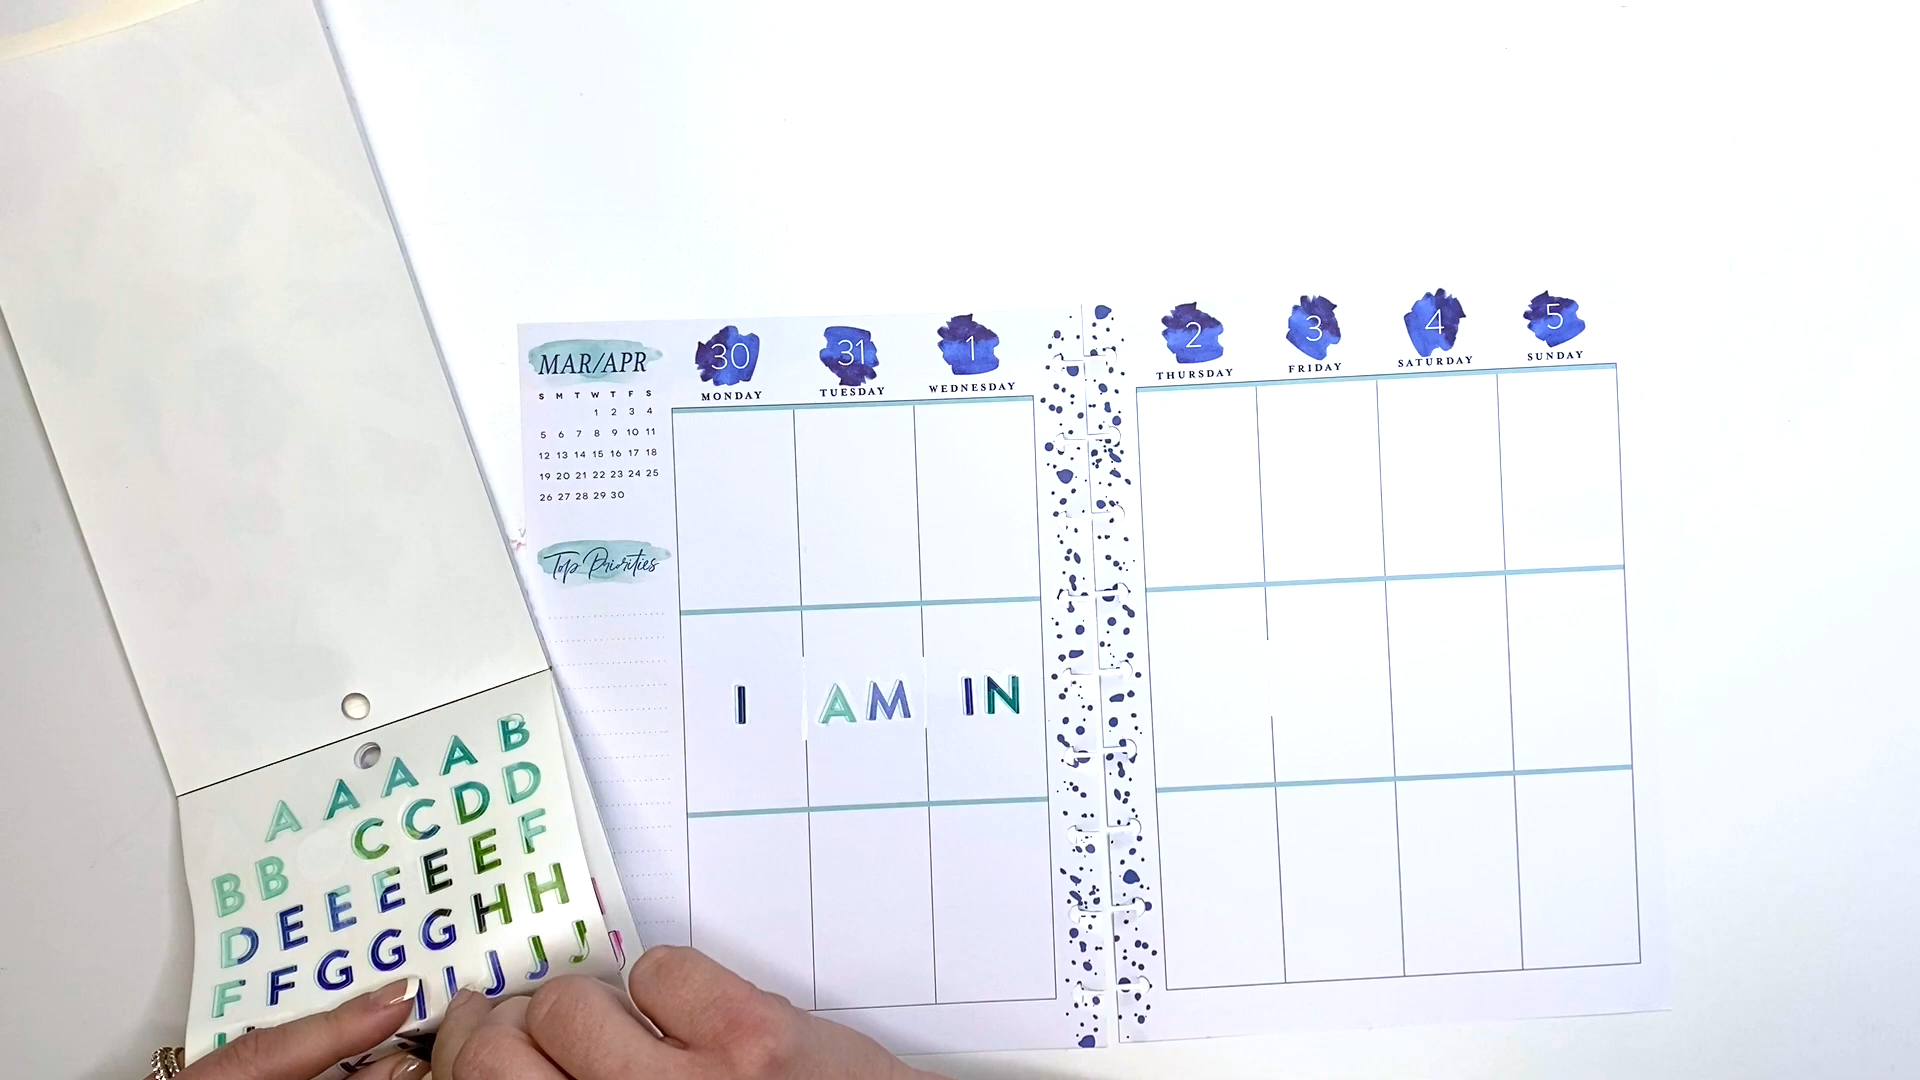 MAR/APR
S M T W T F S
1 2 3 4
5 6 7 8 9 10 11
12 13 14 15 16 17 18
19 20 21 22 23 24 25
26 27 28 29 30
Top Priorities
30 31 1
MONDAY TUESDAY WEDNESDAY
I AM IN
2 3 4 5
THURSDAY FRIDAY SATURDAY SUNDAY
A A A A B
B B C C D D
D E E E E E F
F F G G G H H
I I J J J